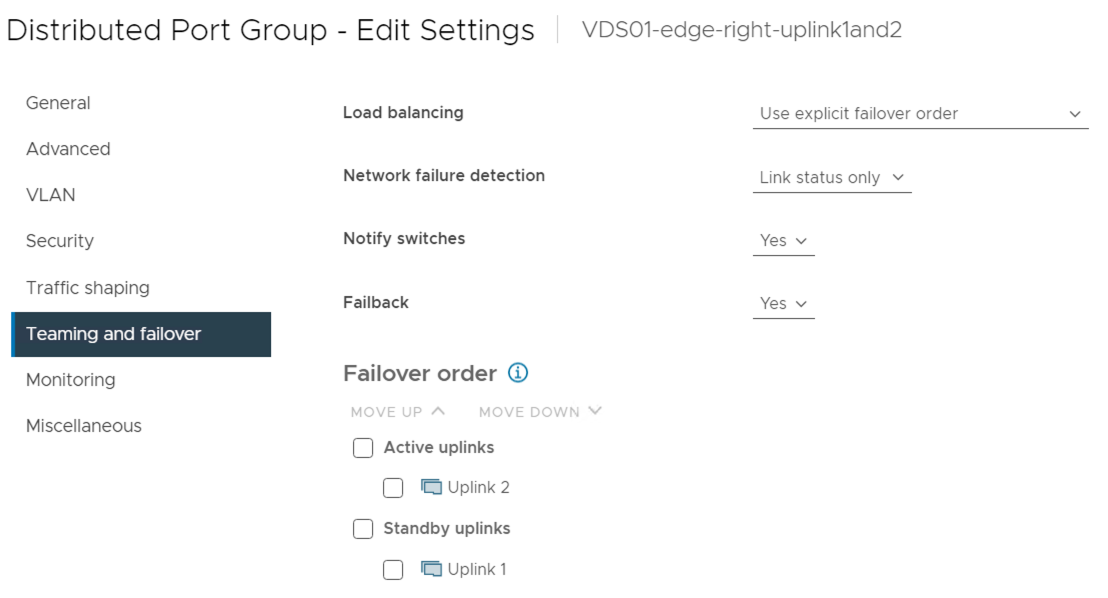 Distributed Port Group - Edit Settings VDS01-edge-right-uplink1and2
General
Advanced
VLAN
Security
Traffic shaping
Teaming and failover
Monitoring
Miscellaneous
Load balancing Use explicit failover order
Network failure detection Link status only
Notify switches Yes
Failback Yes
Failover order
MOVE UP MOVE DOWN
Active uplinks
Uplink 2
Standby uplinks
Uplink 1